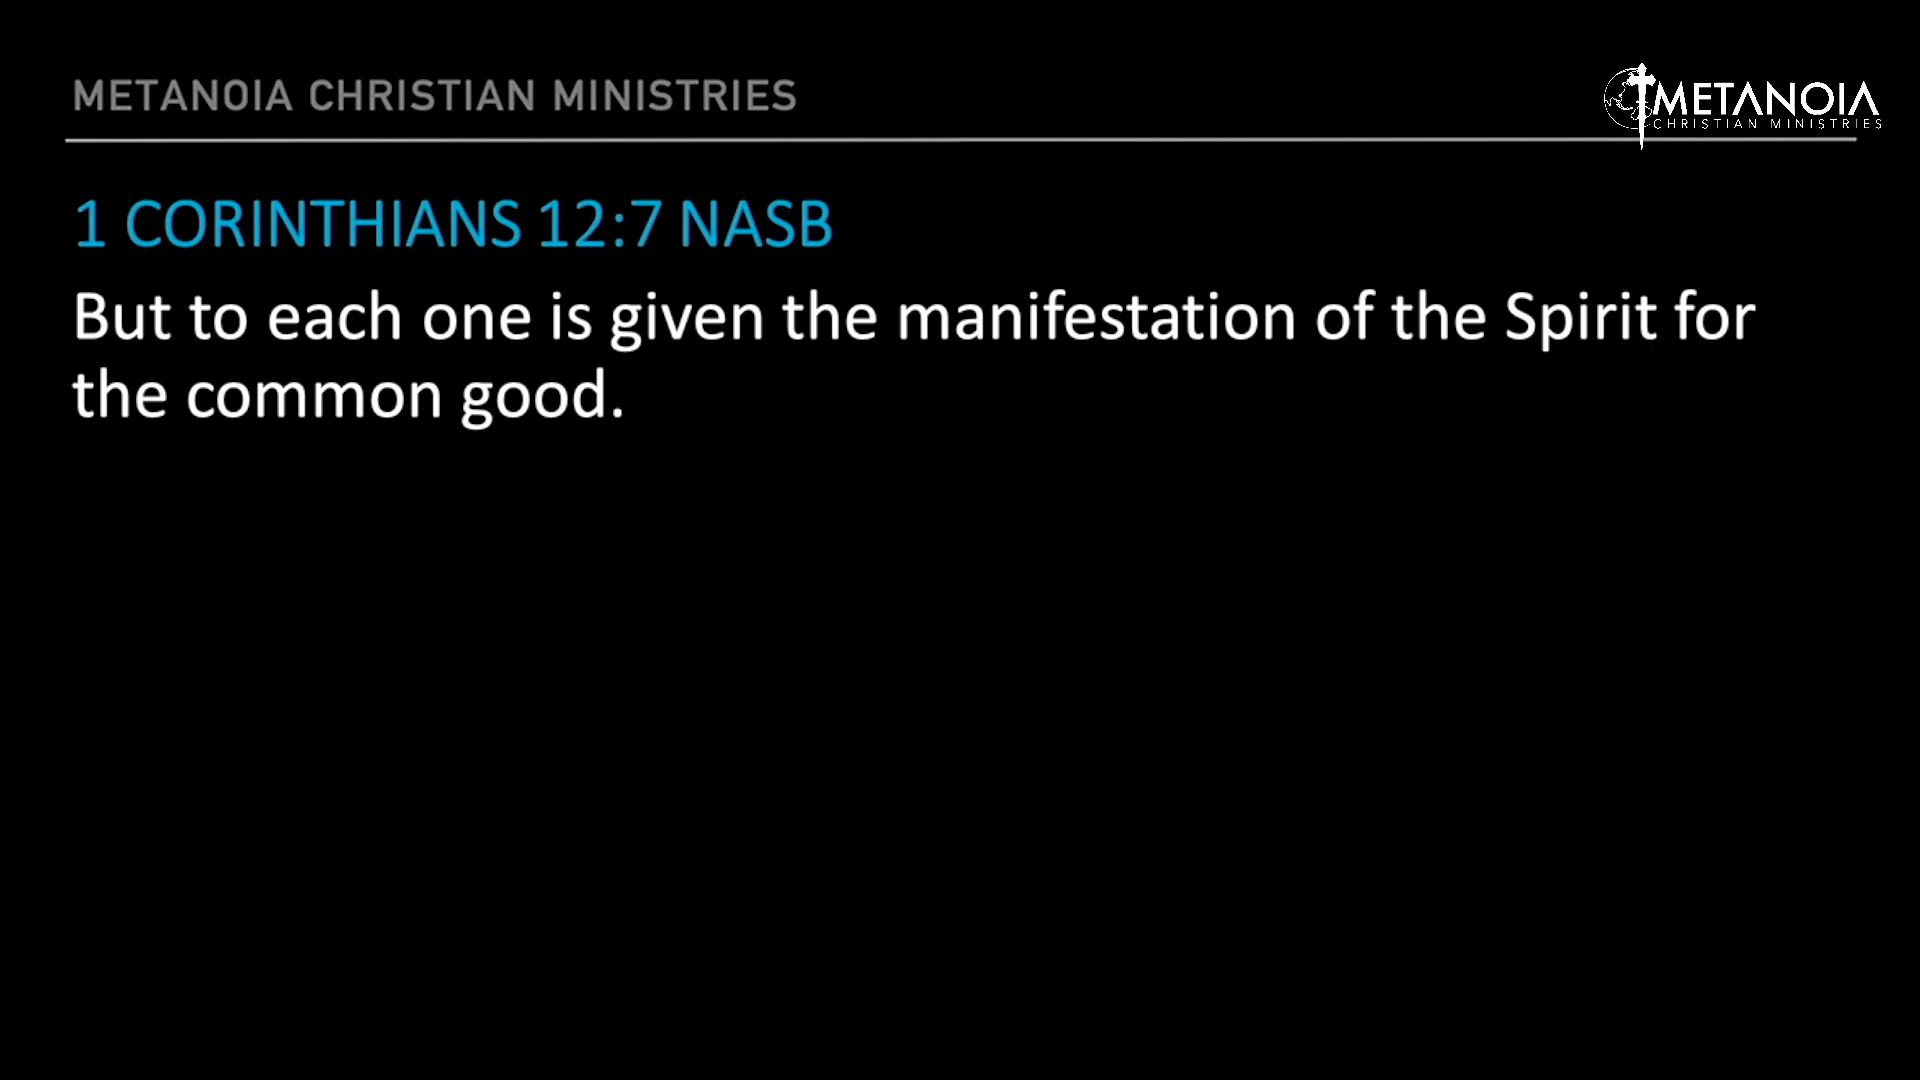 METANOIA CHRISTIAN MINISTRIES
METANOIA
CHRISTIAN MINISTRIES
1 CORINTHIANS 12:7 NASB
But to each one is given the manifestation of the Spirit for
the common good.